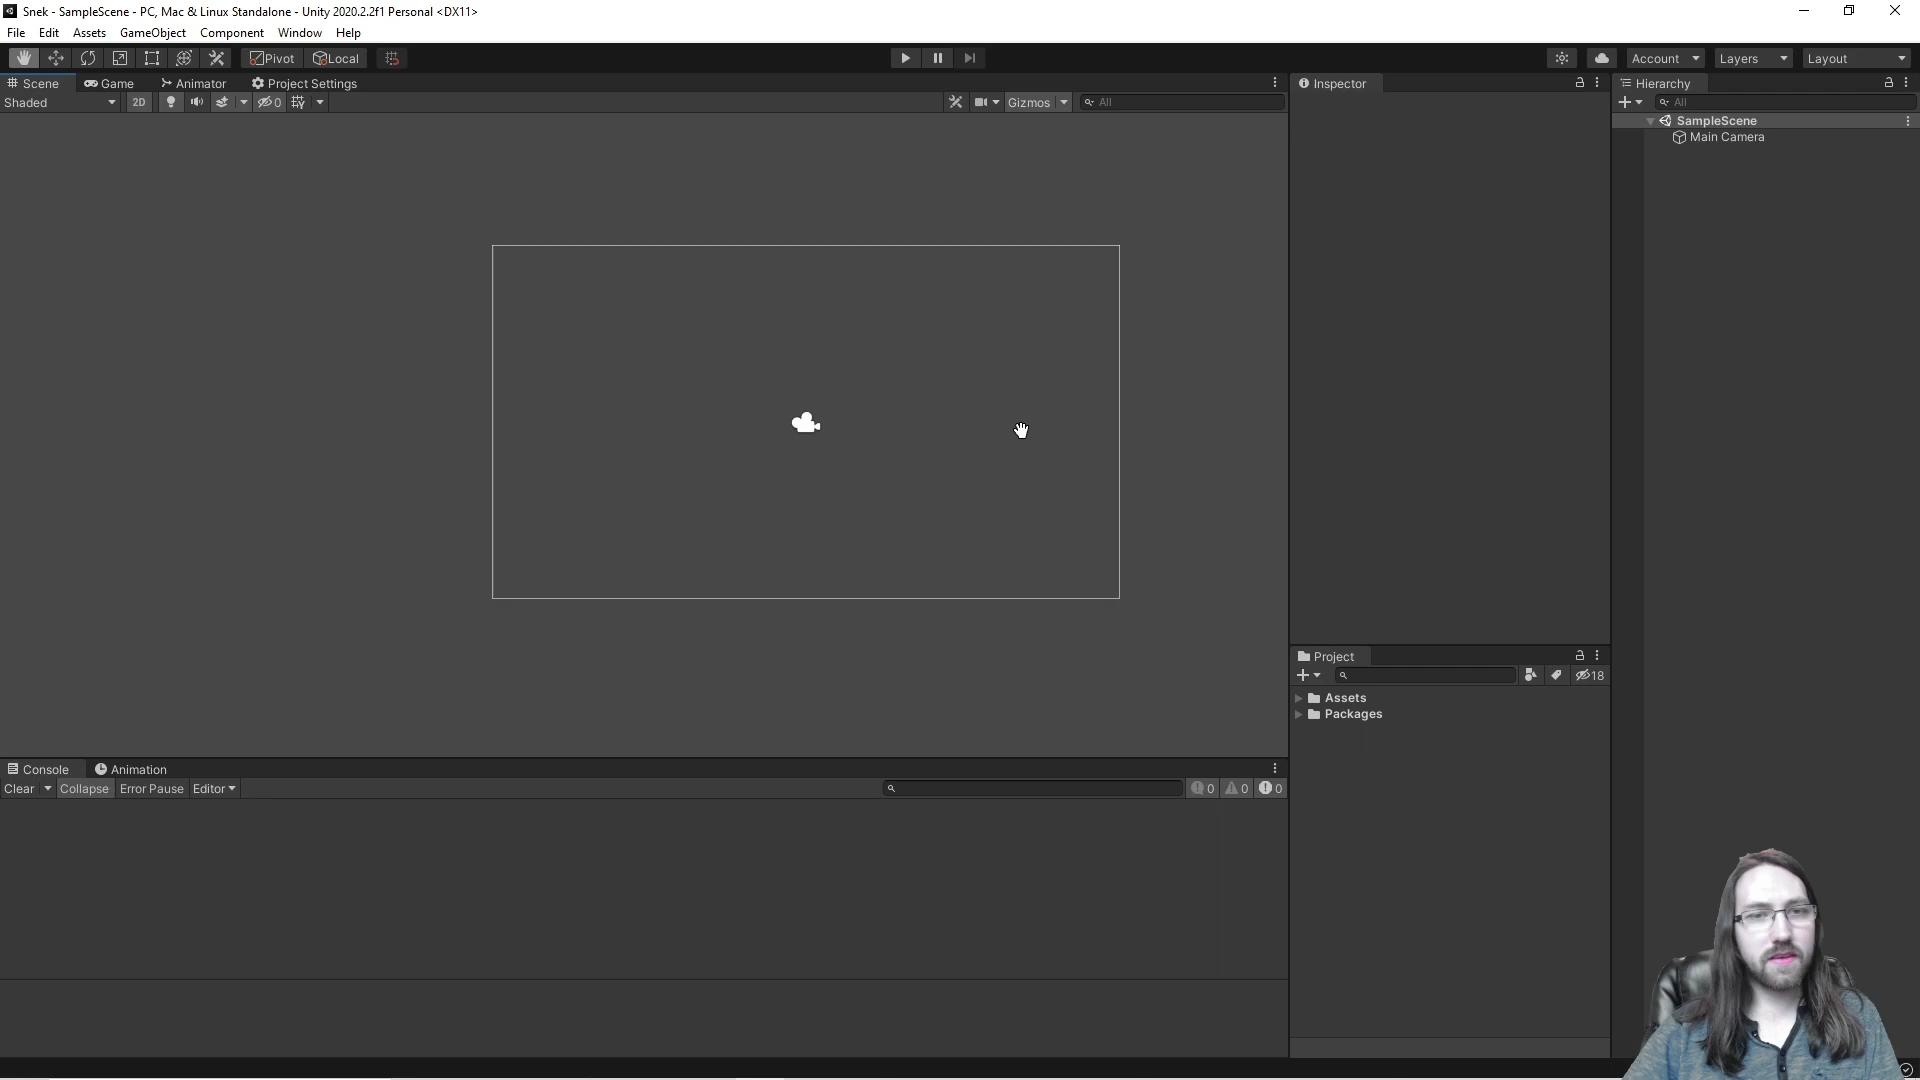 Snek - SampleScene - PC, Mac & Linux Standalone - Unity 2020.2.2f1 Personal <DX11>
File Edit Assets GameObject Component Window Help
Pivot Local Account Layers Layout
Scene Game Animator Project Settings Inspector Hierarchy
Shaded 2D 0 Gizmos All All
SampleScene
Main Camera
Project
18
Assets
Packages
Console Animation
Clear Collapse Error Pause Editor 0 0 0